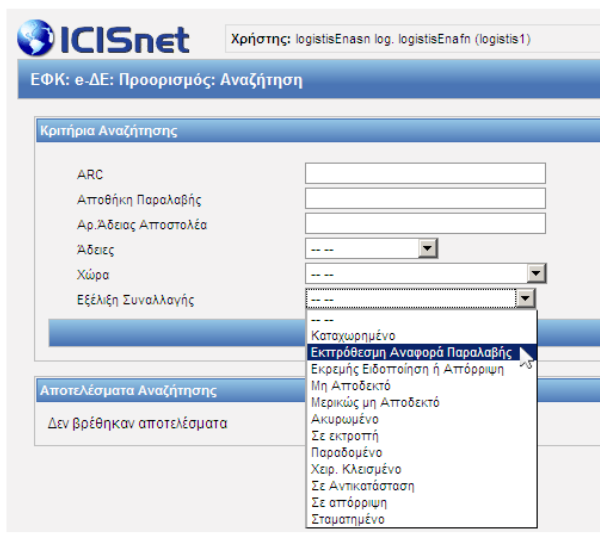 ICISnet
Χρήστης: logistisEnasn log. logistisEnafn (logistis1)
ΕΦΚ: e-ΔΕ: Προορισμός: Αναζήτηση
Κριτήρια Αναζήτησης
ARC
Αποθήκη Παραλαβής
Αρ.Άδειας Αποστολέα
Άδειες -- --
Χώρα -- --
Εξέλιξη Συναλλαγής -- --
-- --
Καταχωρημένο
Εκπρόθεσμη Αναφορά Παραλαβής
Εκρεμής Ειδοποίηση ή Απόρριψη
Μη Αποδεκτό
Μερικώς μη Αποδεκτό
Ακυρωμένο
Σε εκτροπή
Παραδομένο
Χειρ. Κλεισμένο
Σε Αντικατάσταση
Σε απόρριψη
Σταματημένο
Αποτελέσματα Αναζήτησης
Δεν βρέθηκαν αποτελέσματα